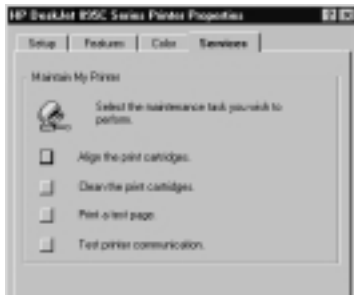 HP DeskJet 895C Series Printer Properties
Setup
Features
Color
Services
Maintain My Printer
Select the maintenance task you wish to
perform.
Align the print cartridges.
Clean the print cartridges.
Print a test page.
Test printer communication.